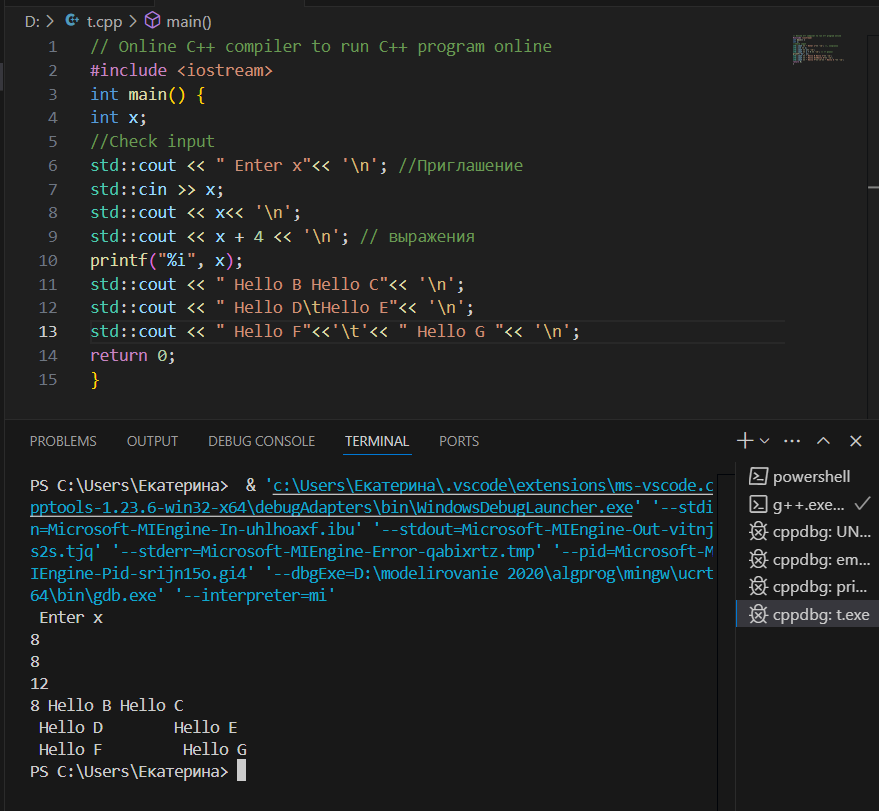 D: > t.cpp > main()
1 // Online C++ compiler to run C++ program online
2 #include <iostream>
3 int main() {
4 int x;
5 //Check input
6 std::cout << " Enter x"<< '\n'; //Приглашение
7 std::cin >> x;
8 std::cout << x<< '\n';
9 std::cout << x + 4 << '\n'; // выражения
10 printf("%i", x);
11 std::cout << " Hello B Hello C"<< '\n';
12 std::cout << " Hello D\tHello E"<< '\n';
13 std::cout << " Hello F"<<'\t'<< " Hello G "<< '\n';
14 return 0;
15 }
PROBLEMS OUTPUT DEBUG CONSOLE TERMINAL PORTS
PS C:\Users\Екатерина>  & 'c:\Users\Екатерина\.vscode\extensions\ms-vscode.c
pptools-1.23.6-win32-x64\debugAdapters\bin\WindowsDebugLauncher.exe' '--stdi
n=Microsoft-MIEngine-In-uhlhoaxf.ibu' '--stdout=Microsoft-MIEngine-Out-vitnj
s2s.tjq' '--stderr=Microsoft-MIEngine-Error-qabixrtz.tmp' '--pid=Microsoft-M
IEngine-Pid-srijn15o.gi4' '--dbgExe=D:\modelirovanie 2020\algprog\mingw\ucrt
64\bin\gdb.exe' '--interpreter=mi'
 Enter x
8
8
12
8 Hello B Hello C
 Hello D        Hello E
 Hello F         Hello G
PS C:\Users\Екатерина>
powershell
g++.exe...
cppdbg: UN...
cppdbg: em...
cppdbg: pri...
cppdbg: t.exe